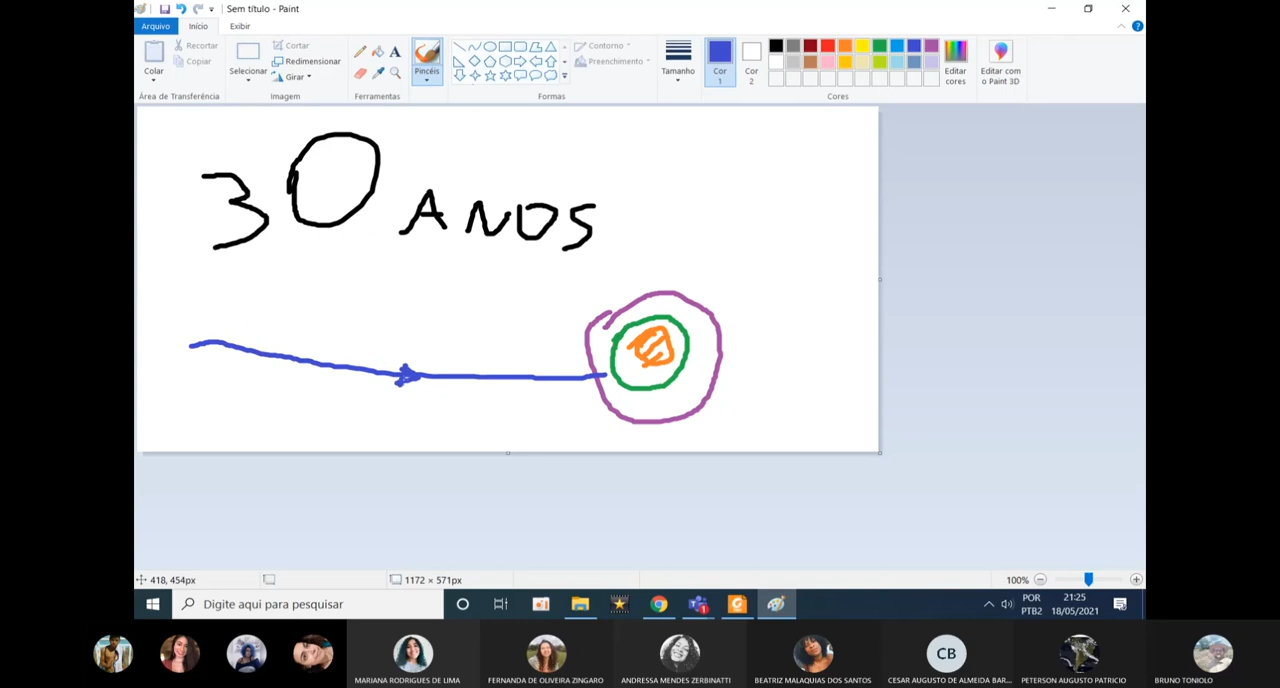 Sem título - Paint
Arquivo Início Exibir
Colar
Recortar
Copiar
Área de Transferência
Selecionar
Cortar
Redimensionar
Girar
Imagem
A
Ferramentas
Pincéis
Contorno
Preenchimento
Formas
Tamanho
Cor 1
Cor 2
Editar cores
Cores
Editar com o Paint 3D
30 ANOS
418, 454px
1172 × 571px
100%
Digite aqui para pesquisar
1
POR
PTB2
21:25
18/05/2021
CB
MARIANA RODRIGUES DE LIMA
FERNANDA DE OLIVEIRA ZINGARO
ANDRESSA MENDES ZERBINATTI
BEATRIZ MALAQUIAS DOS SANTOS
CESAR AUGUSTO DE ALMEIDA BAR...
PETERSON AUGUSTO PATRICIO
BRUNO TONIOLO